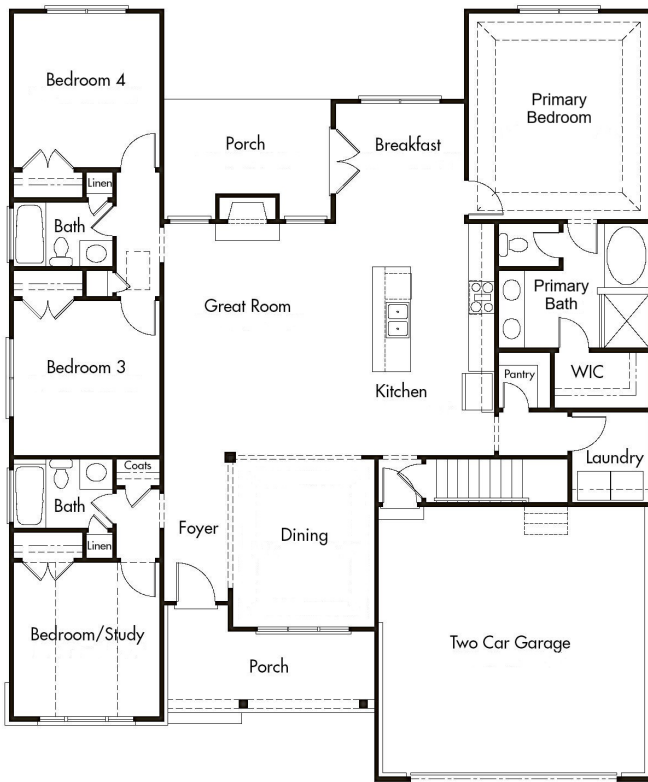 Bedroom 4
Porch
Breakfast
Primary
Bedroom
Linen
Bath
Great Room
Primary
Bath
Bedroom 3
Kitchen
Pantry
WIC
Coats
Laundry
Bath
Foyer
Dining
Linen
Bedroom/Study
Porch
Two Car Garage